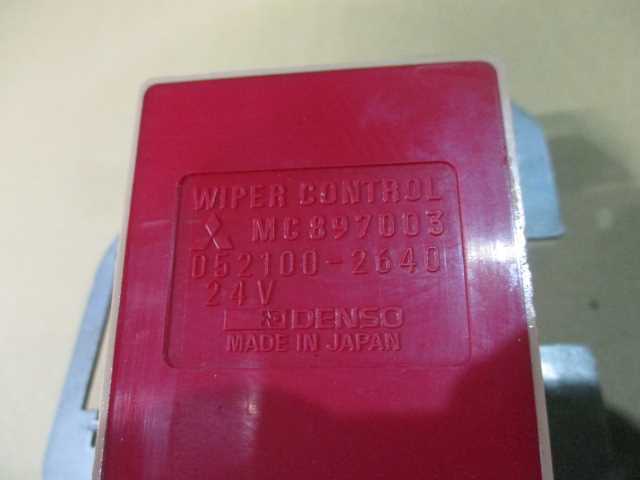 WIPER CONTROL
MC897003
052100-2640
24V
DENSO
MADE IN JAPAN